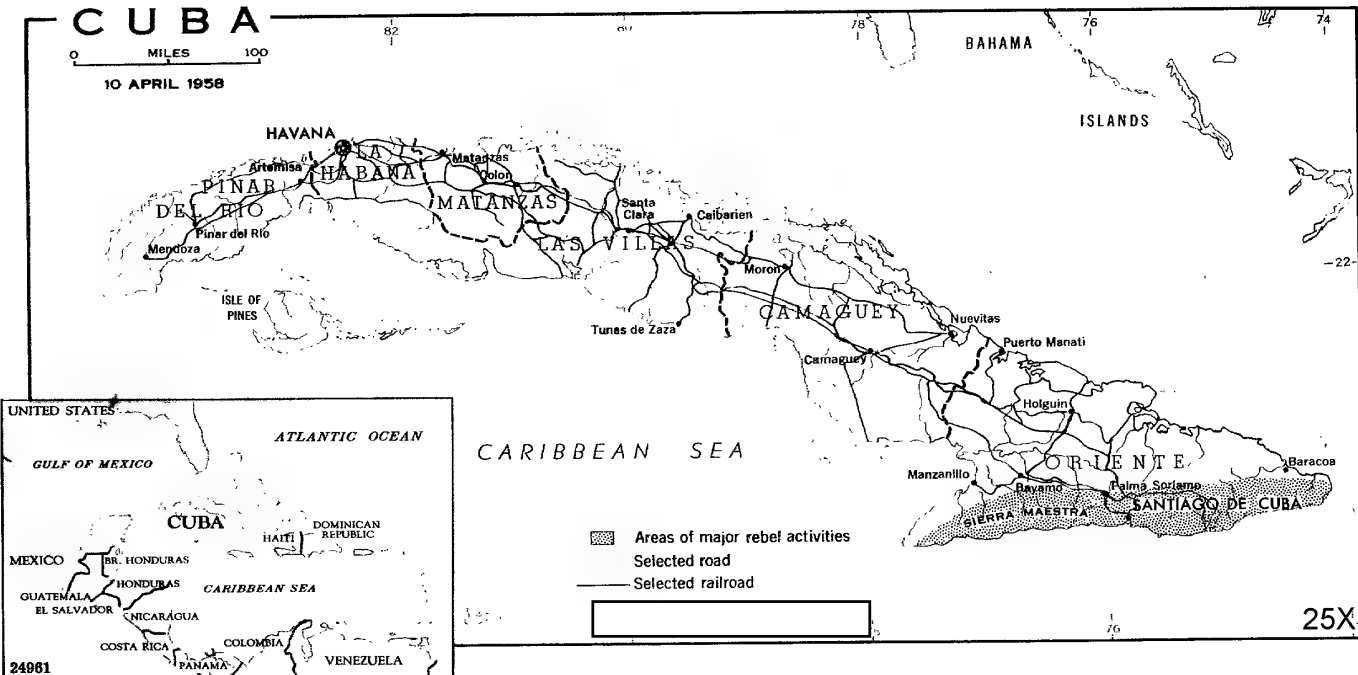 CUBA
0 MILES 100
10 APRIL 1958
82
80
78
76
74
BAHAMA
ISLANDS
HAVANA
LA
HABANA
Artemisa
Matanzas
Colon
PINAR
DEL RIO
MATANZAS
Pinar del Rio
Mendoza
Santa
Clara
Caibarien
LAS VILLAS
Moron
22
ISLE OF
PINES
Tunas de Zaza
CAMAGUEY
Nuevitas
Camaguey
Puerto Manati
Holguin
CARIBBEAN SEA
ORIENTE
Manzanillo
Bayamo
Palma Soriano
Baracoa
SIERRA MAESTRA
SANTIAGO DE CUBA
Areas of major rebel activities
Selected road
Selected railroad
76
25X
UNITED STATES
ATLANTIC OCEAN
GULF OF MEXICO
CUBA
HAITI
DOMINICAN
REPUBLIC
MEXICO
BR. HONDURAS
HONDURAS
CARIBBEAN SEA
GUATEMALA
EL SALVADOR
NICARAGUA
COSTA RICA
COLOMBIA
PANAMA
VENEZUELA
24961